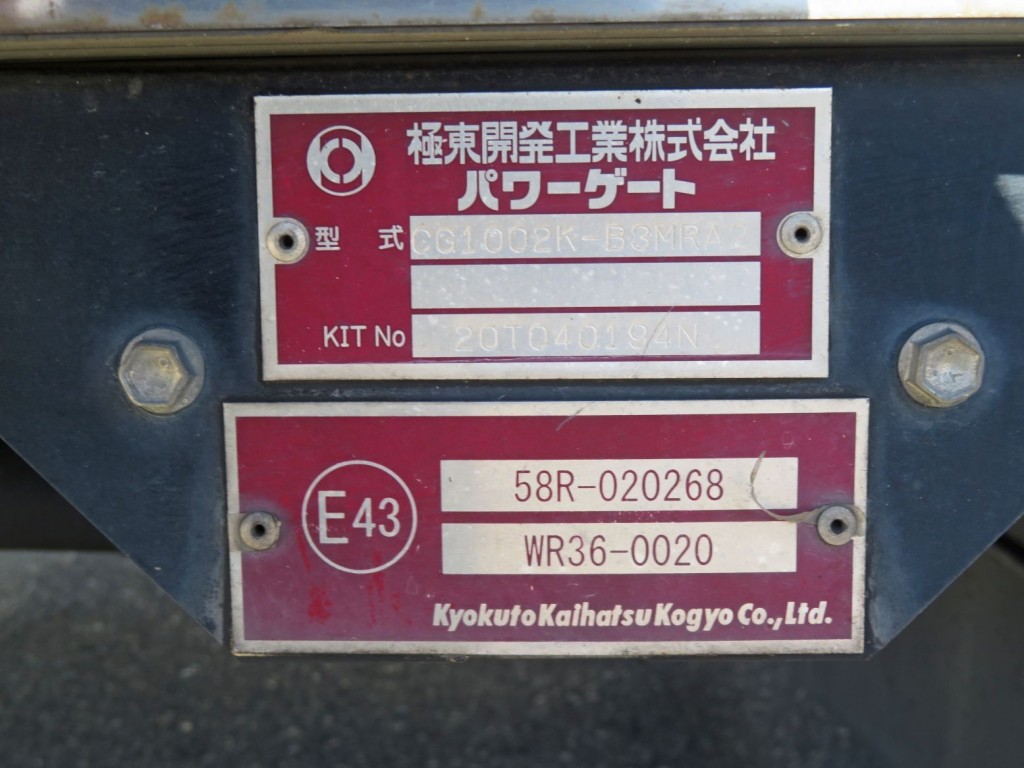 極東開発工業株式会社
パワーゲート
型 式 CG1002K-B3MRA2
KIT No 20T040194N
E43
58R-020268
WR36-0020
Kyokuto Kaihatsu Kogyo Co.,Ltd.